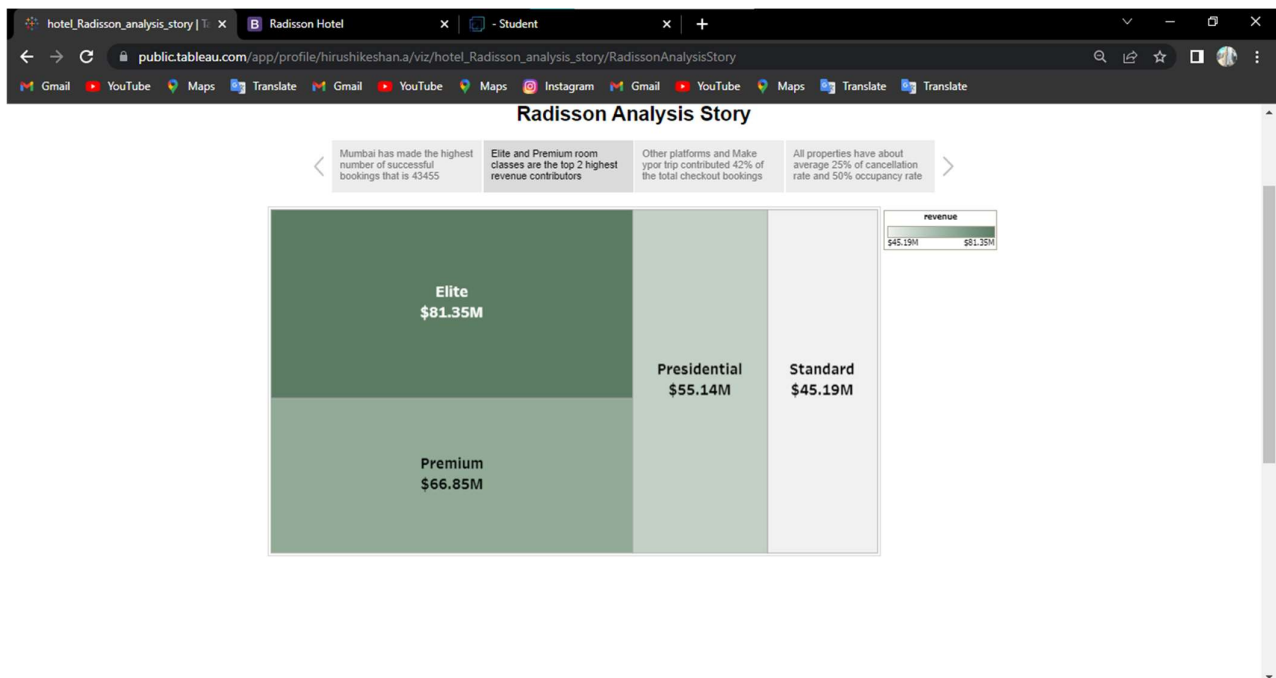 hotel_Radisson_analysis_story | T
Radisson Hotel
- Student
public.tableau.com/app/profile/hirushikeshan.a/viz/hotel_Radisson_analysis_story/RadissonAnalysisStory
Gmail YouTube Maps Translate Gmail YouTube Maps Instagram Gmail YouTube Maps Translate Translate
Radisson Analysis Story
Mumbai has made the highest
number of successful
bookings that is 43455
Elite and Premium room
classes are the top 2 highest
revenue contributors
Other platforms and Make
ypor trip contributed 42% of
the total checkout bookings
All properties have about
average 25% of cancellation
rate and 50% occupancy rate
Elite
$81.35M
Premium
$66.85M
Presidential
$55.14M
Standard
$45.19M
revenue
$45.19M $81.35M